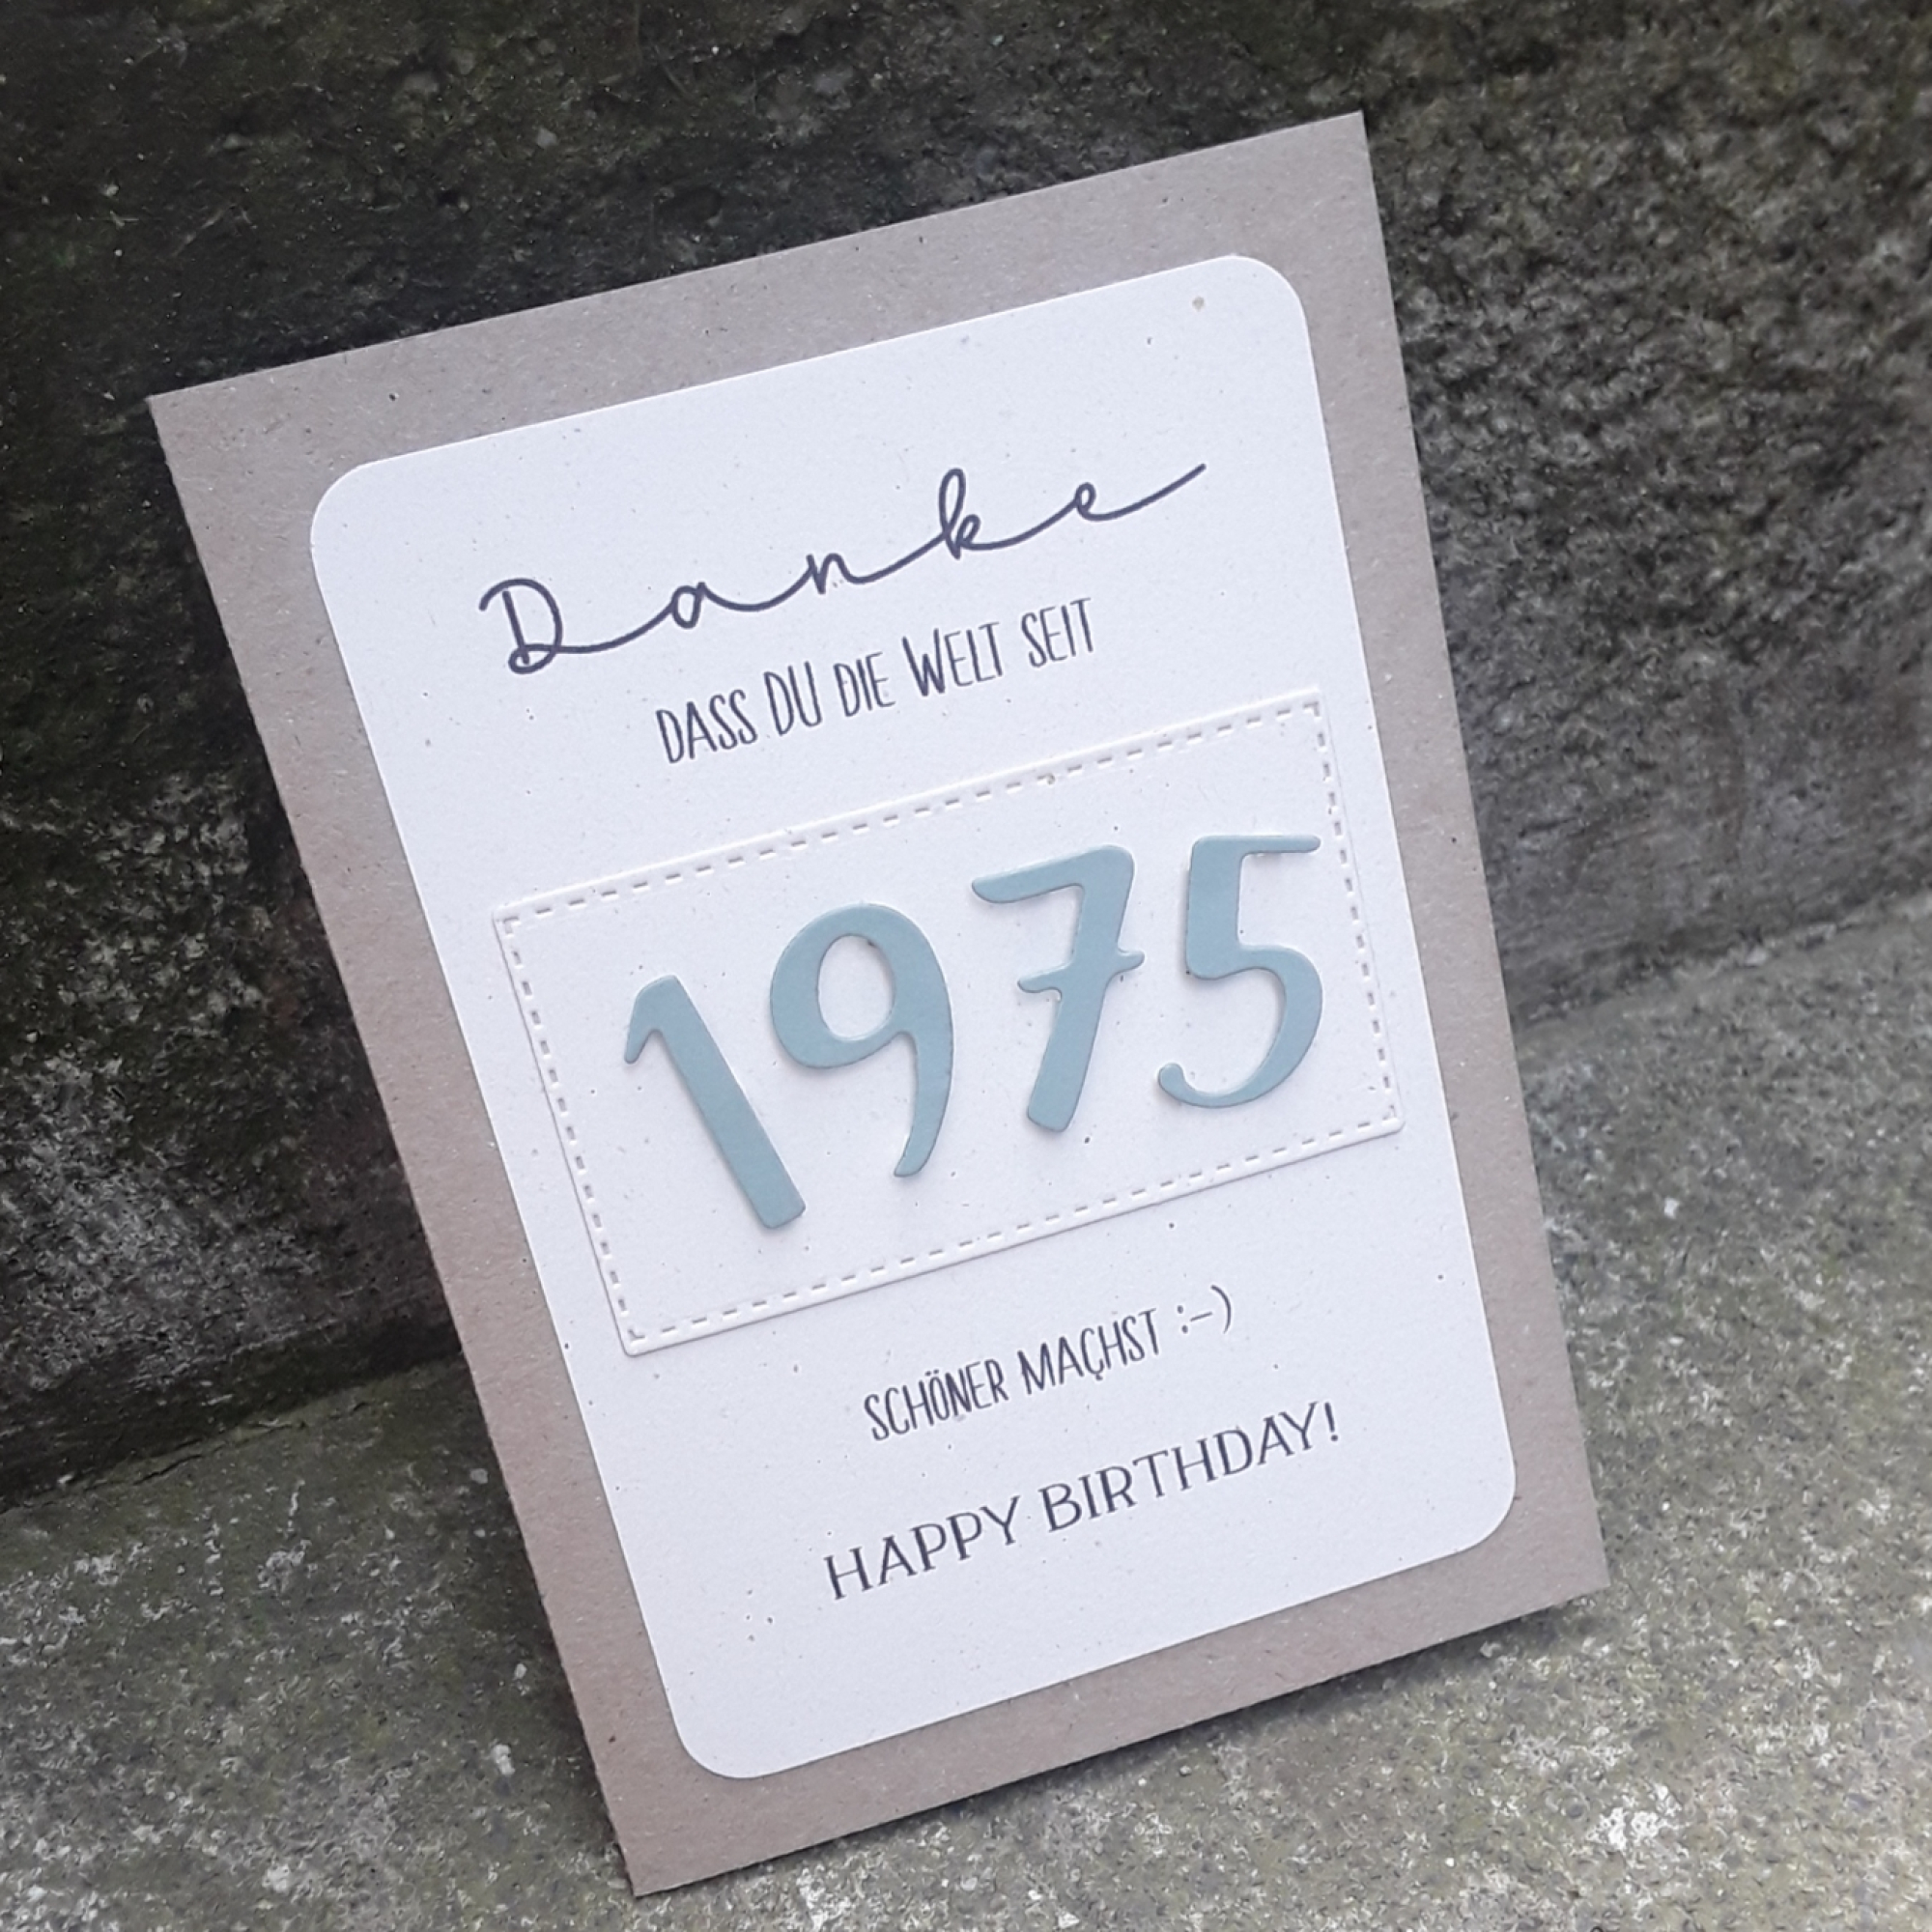 Danke
DASS DU DIE WELT SEIT
1975
SCHÖNER MACHST :-)
HAPPY BIRTHDAY!